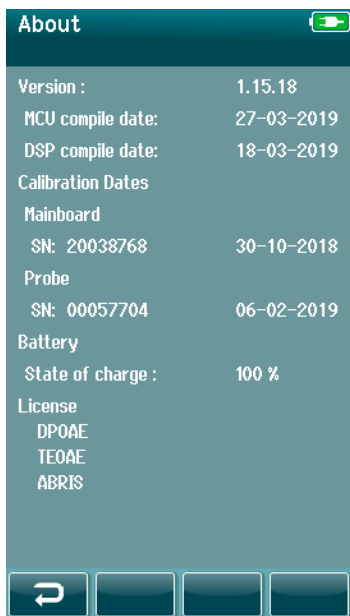 About
Version : 1.15.18
MCU compile date: 27-03-2019
DSP compile date: 18-03-2019
Calibration Dates
Mainboard
SN: 20038768 30-10-2018
Probe
SN: 00057704 06-02-2019
Battery
State of charge : 100 %
License
DPOAE
TEOAE
ABRIS